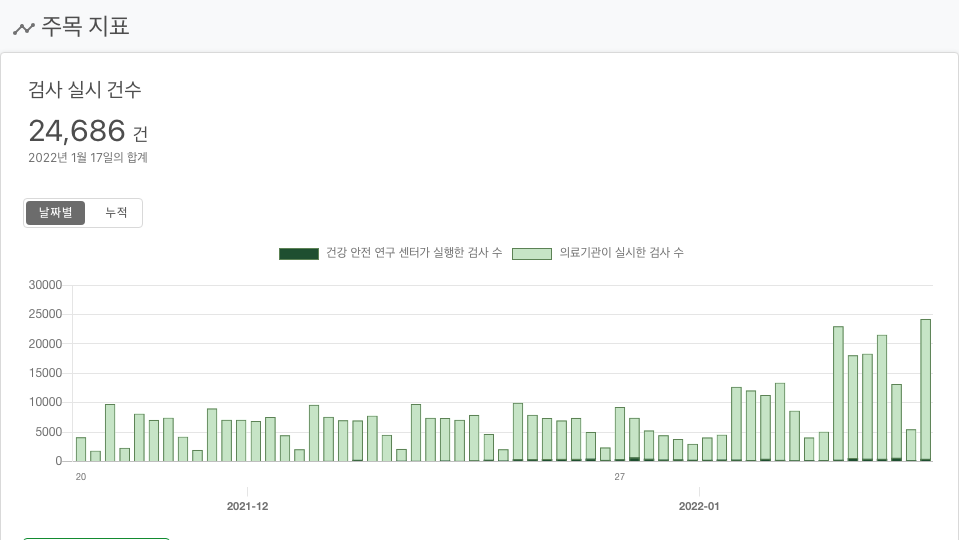 주목 지표
검사 실시 건수
24,686 건
2022년 1월 17일의 합계
날짜별 누적
건강 안전 연구 센터가 실행한 검사 수 의료기관이 실시한 검사 수
30000
25000
20000
15000
10000
5000
0
20 27
2021-12 2022-01